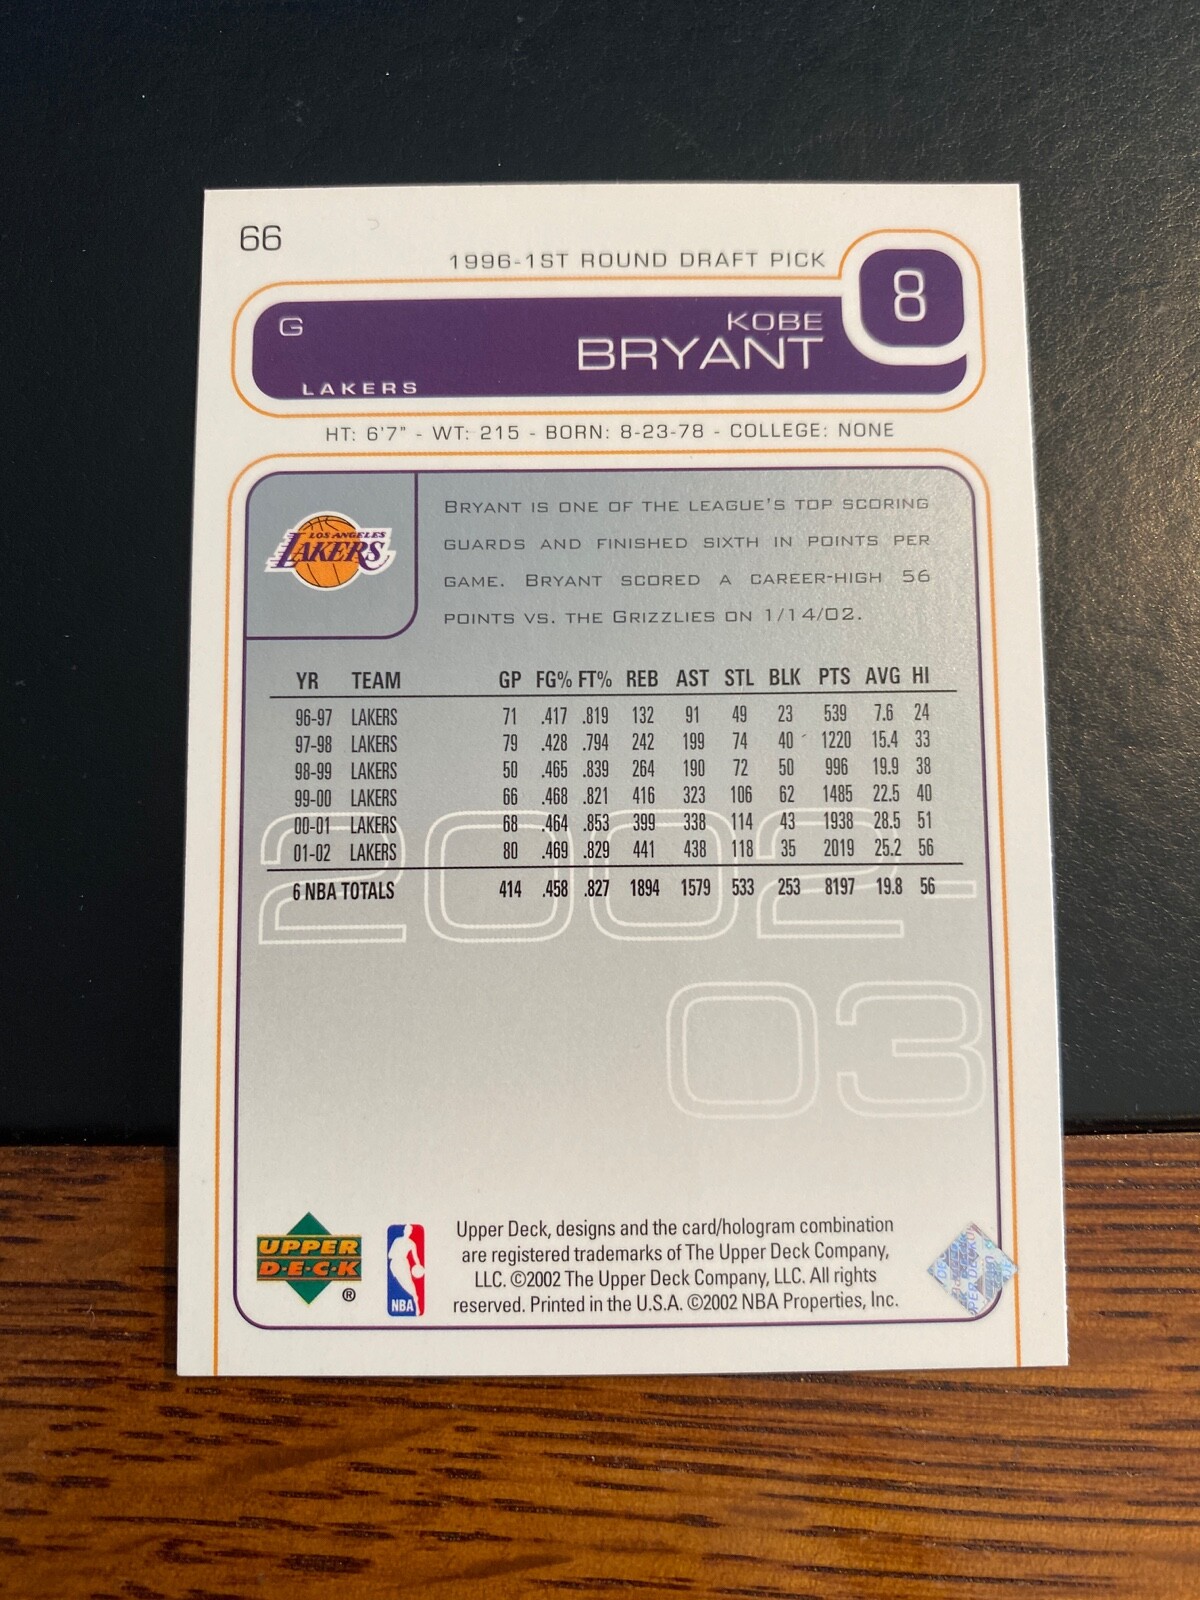 66
1996-1ST ROUND DRAFT PICK
8
G
KOBE
BRYANT
LAKERS
HT: 6'7" - WT: 215 - BORN: 8-23-78 - COLLEGE: NONE
LOS ANGELES
LAKERS
BRYANT IS ONE OF THE LEAGUE'S TOP SCORING
GUARDS AND FINISHED SIXTH IN POINTS PER
GAME. BRYANT SCORED A CAREER-HIGH 56
POINTS VS. THE GRIZZLIES ON 1/14/02.
YR TEAM GP FG% FT% REB AST STL BLK PTS AVG HI
96-97 LAKERS 71 .417 .819 132 91 49 23 539 7.6 24
97-98 LAKERS 79 .428 .794 242 199 74 40 1220 15.4 33
98-99 LAKERS 50 .465 .839 264 190 72 50 996 19.9 38
99-00 LAKERS 66 .468 .821 416 323 106 62 1485 22.5 40
00-01 LAKERS 68 .464 .853 399 338 114 43 1938 28.5 51
01-02 LAKERS 80 .469 .829 441 438 118 35 2019 25.2 56
6 NBA TOTALS 414 .458 .827 1894 1579 533 253 8197 19.8 56
2002-
03
UPPER
D·E·C·K
®
NBA
Upper Deck, designs and the card/hologram combination
are registered trademarks of The Upper Deck Company,
LLC. ©2002 The Upper Deck Company, LLC. All rights
reserved. Printed in the U.S.A. ©2002 NBA Properties, Inc.